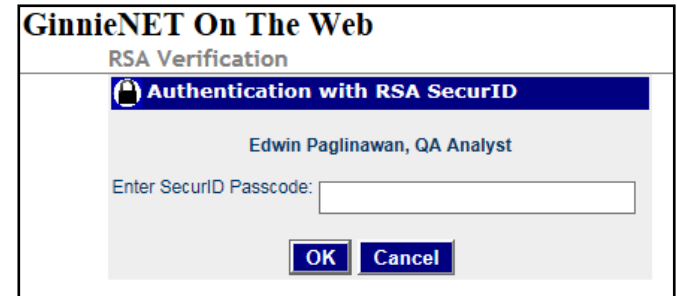 GinnieNET On The Web
RSA Verification
Authentication with RSA SecurID
Edwin Paglinawan, QA Analyst
Enter SecurID Passcode:
OK Cancel